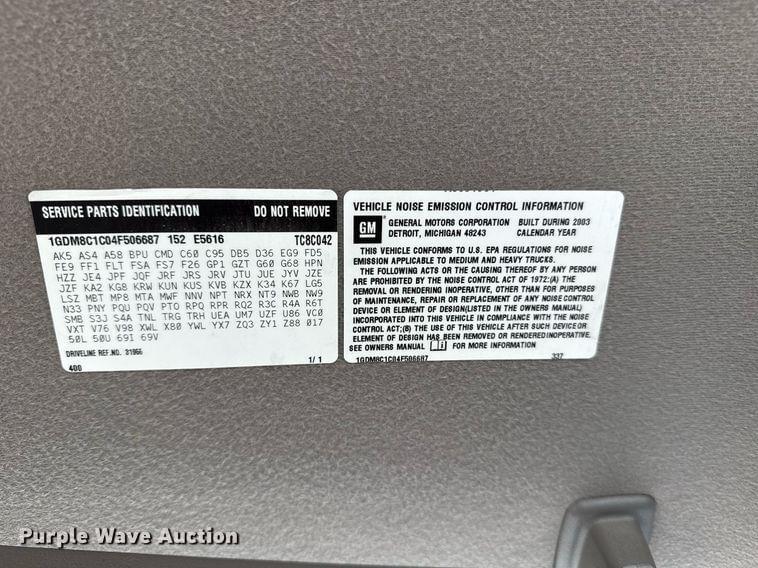 SERVICE PARTS IDENTIFICATION DO NOT REMOVE
1GDM8C1C04F506687 152 E5616 TC8C042
AK5 AS4 A58 BPU CMD C60 C95 DB5 D36 EG9 FD5
FE9 FF1 FLT FSA FS7 F26 GP1 GZT G60 G68 HPN
HZZ JE4 JPF JQF JRF JRS JRV JTU JUE JYV JZE
JZF KA2 KG8 KRW KUN KUS KVB KZX K34 K67 LG5
LSZ MBT MP8 MTA MWF NNV NPT NRX NT9 NWB NW9
N33 PNY PQU PQV PTO RPQ RPR RQ2 R3C R4A R6T
SMB S3J S4A TNL TRG TRH UEA UM7 UZF U86 VC0
VXT V76 V98 XWL X80 YWL YX7 ZQ3 ZY1 Z88 017
50L 50U 69I 69V
DRIVELINE REF.NO. 31966
400 1/ 1
VEHICLE NOISE EMISSION CONTROL INFORMATION
GM
GENERAL MOTORS CORPORATION BUILT DURING 2003
DETROIT, MICHIGAN 48243 CALENDAR YEAR
THIS VEHICLE CONFORMS TO U.S. EPA REGULATIONS FOR NOISE
EMISSION APPLICABLE TO MEDIUM AND HEAVY TRUCKS.
THE FOLLOWING ACTS OR THE CAUSING THEREOF BY ANY PERSON
ARE PROHIBITED BY THE NOISE CONTROL ACT OF 1972:(A) THE
REMOVAL OR RENDERING INOPERATIVE, OTHER THAN FOR PURPOSES
OF MAINTENANCE, REPAIR OR REPLACEMENT OF ANY NOISE CONTROL
DEVICE OR ELEMENT OF DESIGN(LISTED IN THE OWNERS MANUAL)
INCORPORATED INTO THIS VEHICLE IN COMPLIANCE WITH THE NOISE
CONTROL ACT;(B) THE USE OF THIS VEHICLE AFTER SUCH DEVICE OR
ELEMENT OF DESIGN HAS BEEN REMOVED OR RENDERED INOPERATIVE.
SEE OWNERS MANUAL i FOR MORE INFORMATION
1GDM8C1C04F506687 337
Purple Wave Auction